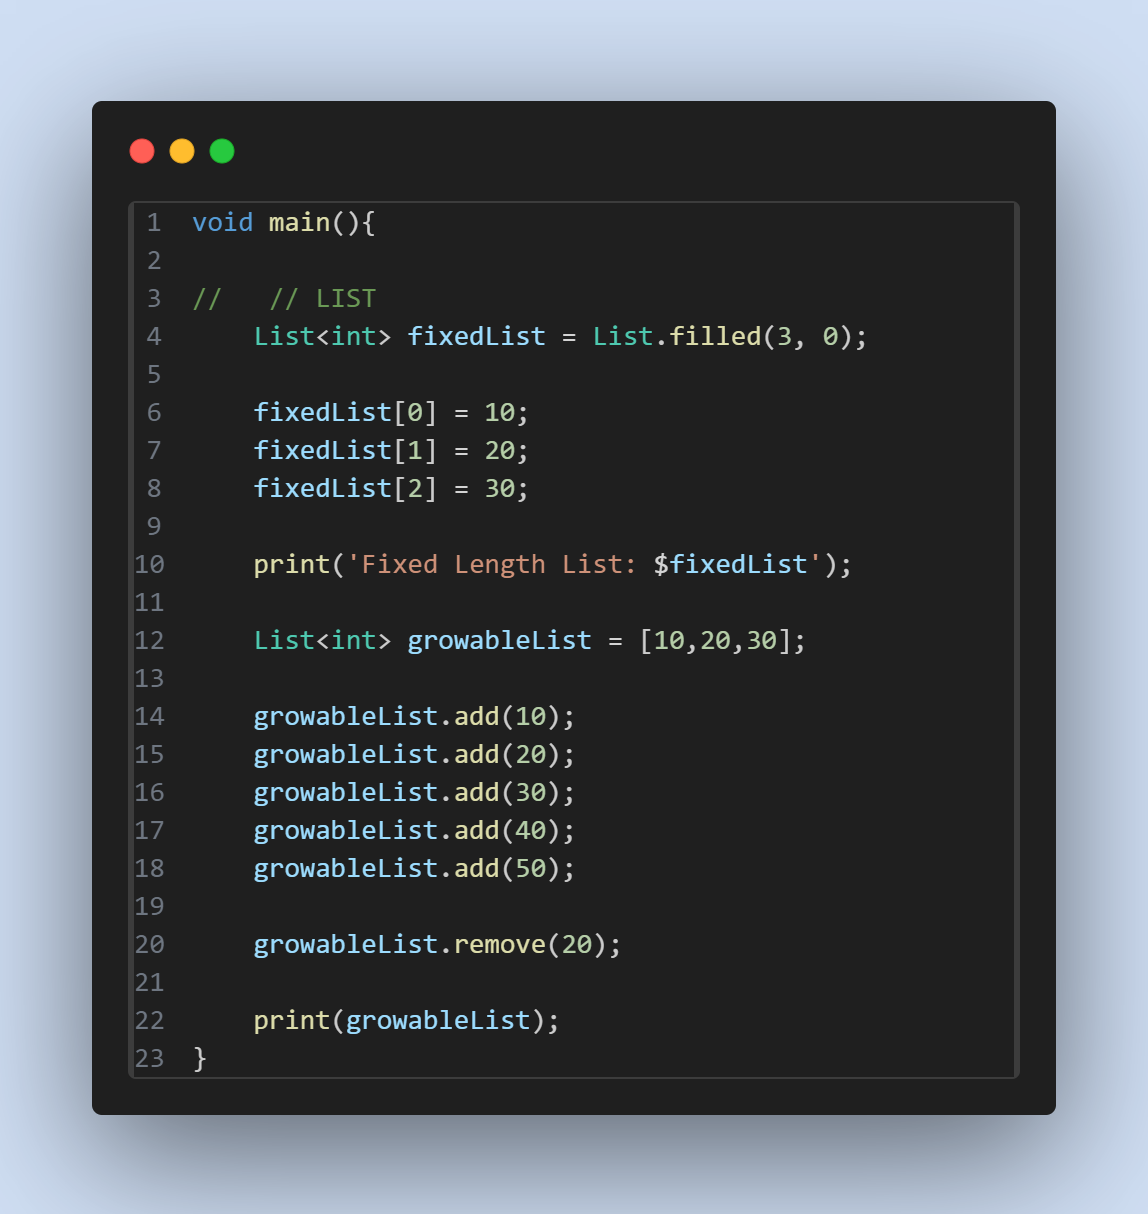 1 void main(){
2
3 //   // LIST
4     List<int> fixedList = List.filled(3, 0);
5
6     fixedList[0] = 10;
7     fixedList[1] = 20;
8     fixedList[2] = 30;
9
10     print('Fixed Length List: $fixedList');
11
12     List<int> growableList = [10,20,30];
13
14     growableList.add(10);
15     growableList.add(20);
16     growableList.add(30);
17     growableList.add(40);
18     growableList.add(50);
19
20     growableList.remove(20);
21
22     print(growableList);
23 }